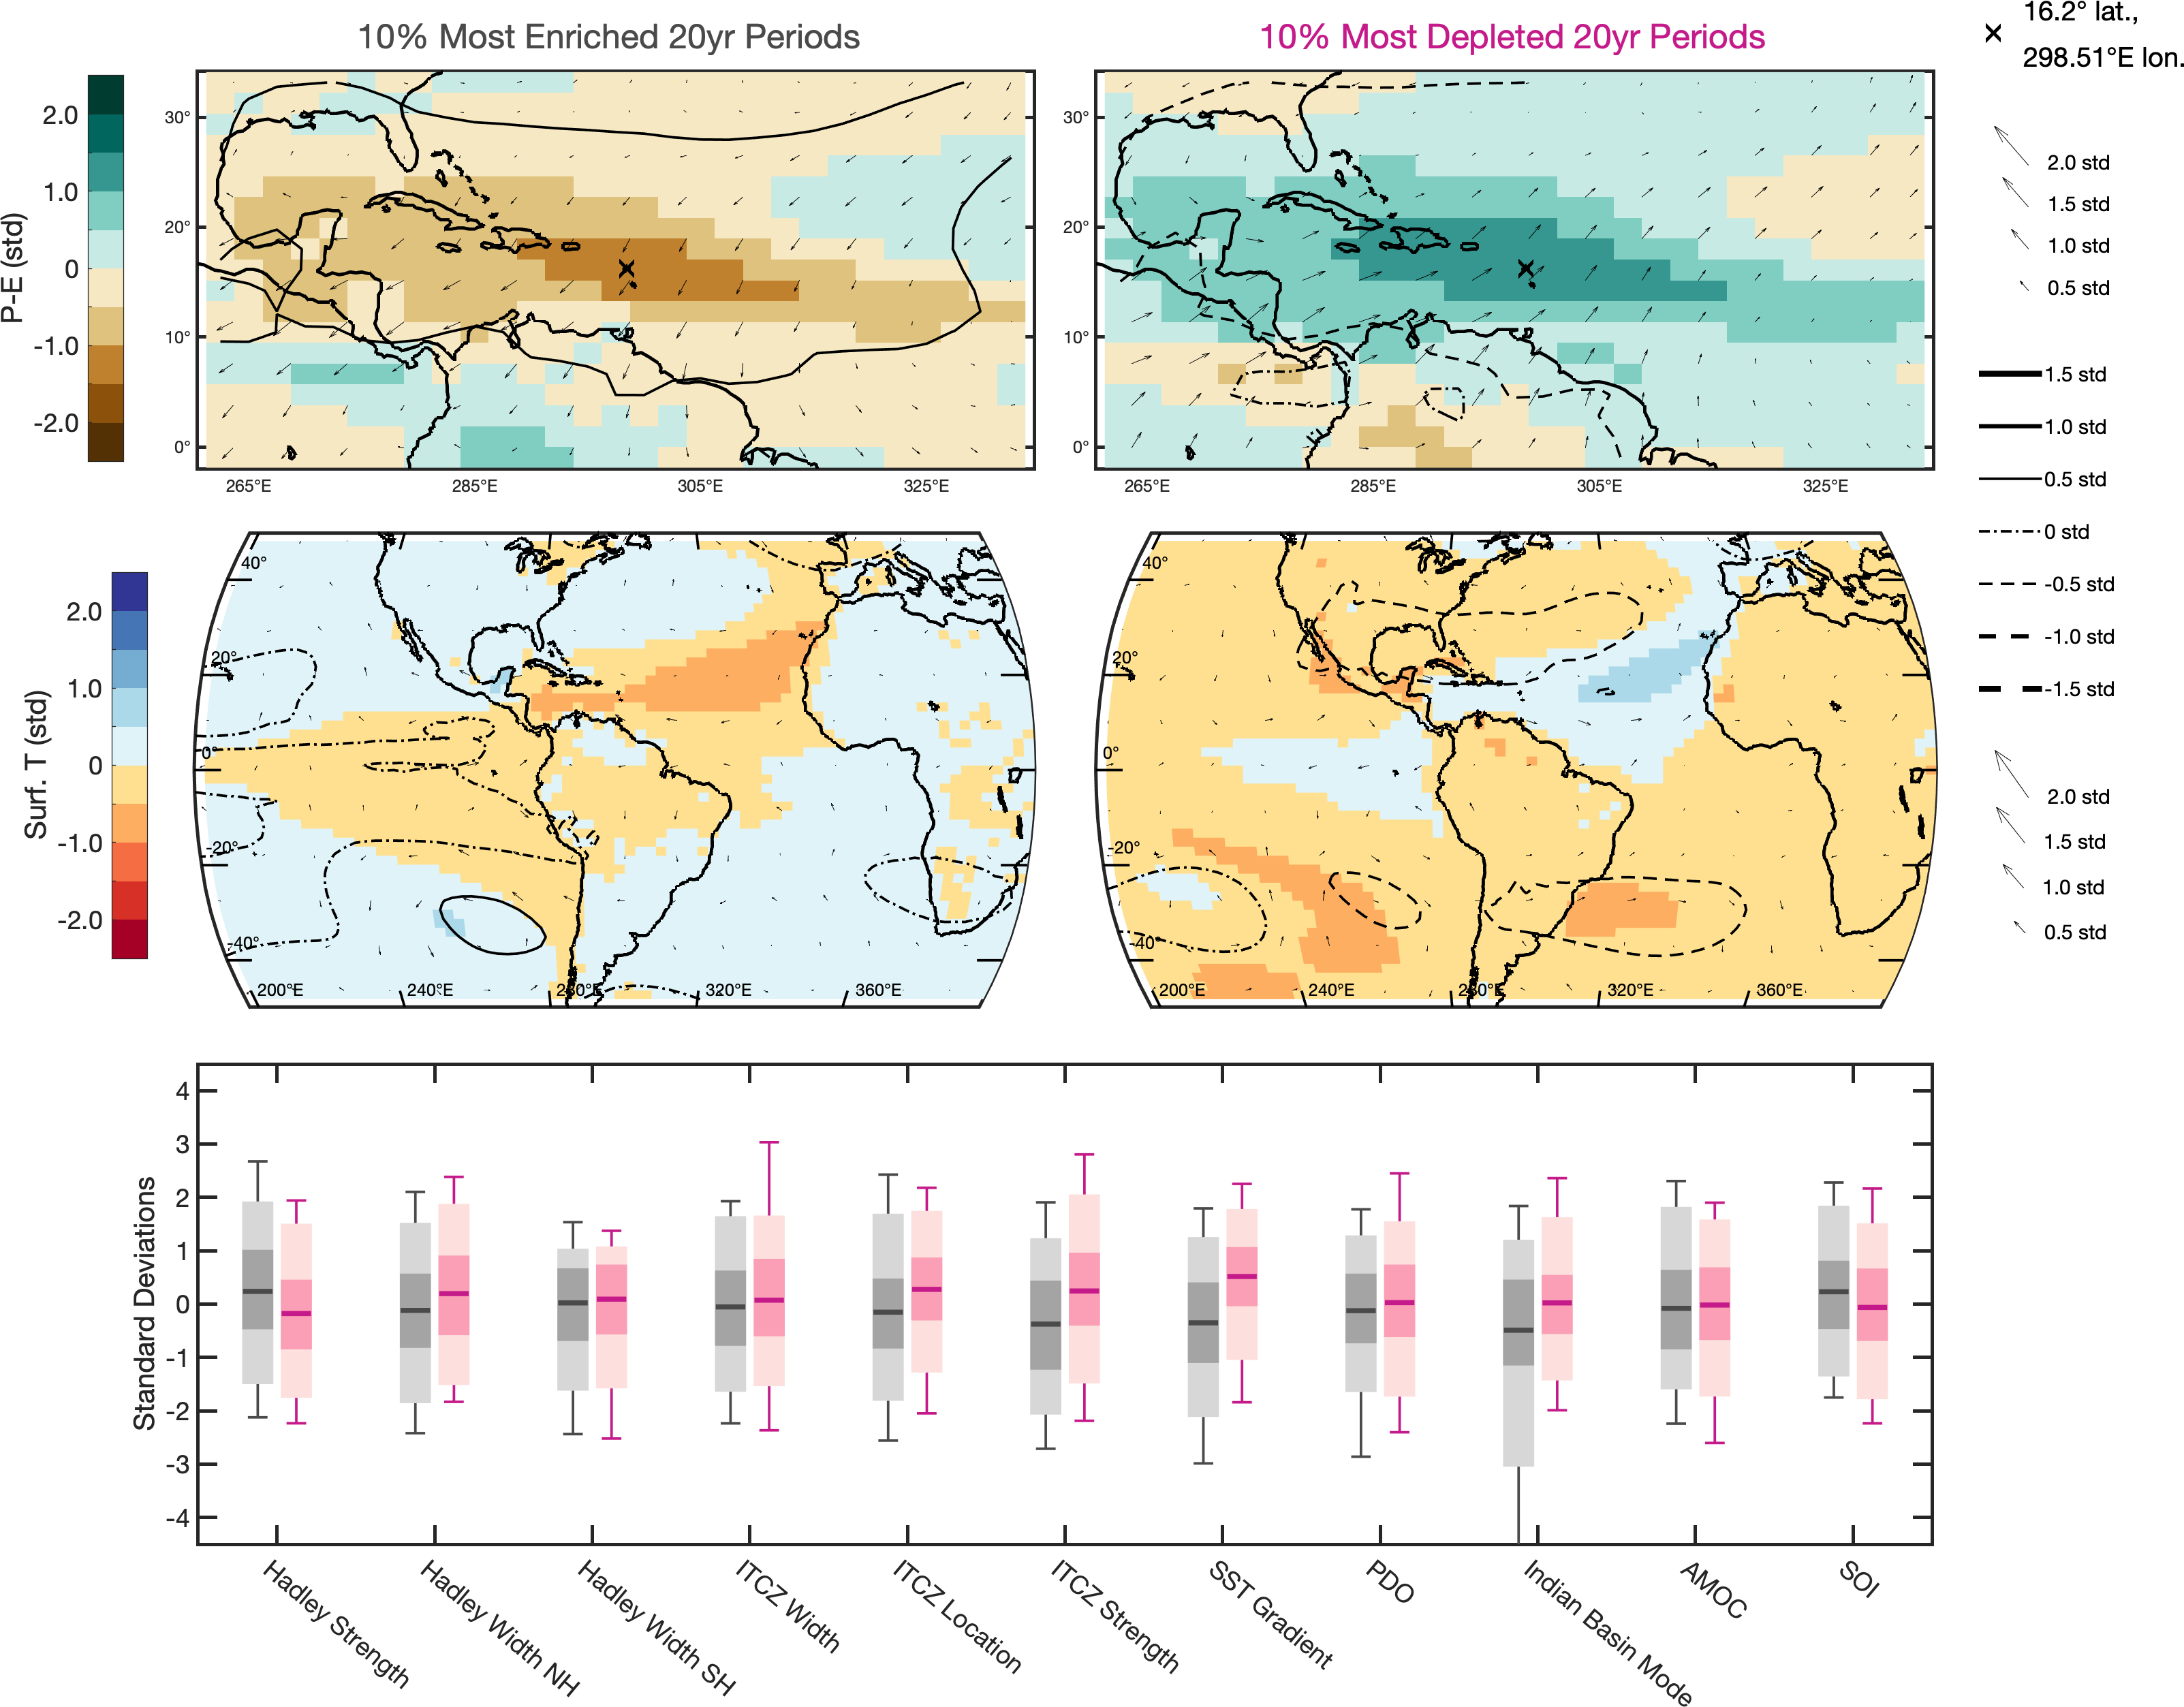 10% Most Enriched 20yr Periods
10% Most Depleted 20yr Periods
16.2° lat.,
298.51°E lon.
P-E (std)
2.0
1.0
0
-1.0
-2.0
30°
20°
10°
0°
265°E
285°E
305°E
325°E
30°
20°
10°
0°
265°E
285°E
305°E
325°E
2.0 std
1.5 std
1.0 std
0.5 std
1.5 std
1.0 std
0.5 std
0 std
-0.5 std
-1.0 std
-1.5 std
Surf. T (std)
2.0
1.0
0
-1.0
-2.0
40°
20°
0°
-20°
-40°
200°E
240°E
280°E
320°E
360°E
40°
20°
0°
-20°
-40°
200°E
240°E
280°E
320°E
360°E
2.0 std
1.5 std
1.0 std
0.5 std
Standard Deviations
4
3
2
1
0
-1
-2
-3
-4
Hadley Strength
Hadley Width NH
Hadley Width SH
ITCZ Width
ITCZ Location
ITCZ Strength
SST Gradient
PDO
Indian Basin Mode
AMOC
SOI